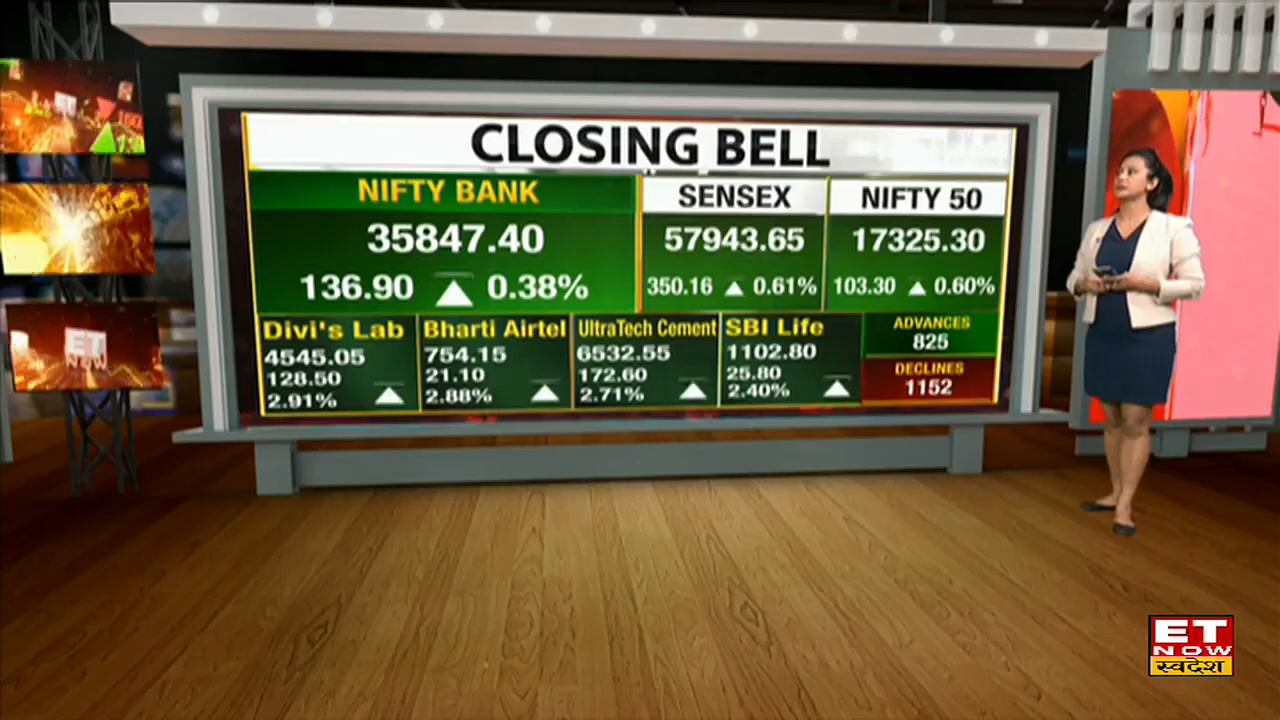 CLOSING BELL
NIFTY BANK
35847.40
136.90 0.38%
SENSEX
57943.65
350.16 0.61%
NIFTY 50
17325.30
103.30 0.60%
Divi's Lab
4545.05
128.50
2.91%
Bharti Airtel
754.15
21.10
2.88%
UltraTech Cement
6532.55
172.60
2.71%
SBI Life
1102.80
25.80
2.40%
ADVANCES
825
DECLINES
1152
ET
NOW
ET
NOW
स्वदेश